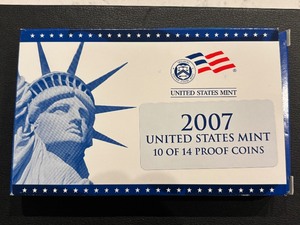 UNITED STATES MINT
2007
UNITED STATES MINT
10 OF 14 PROOF COINS